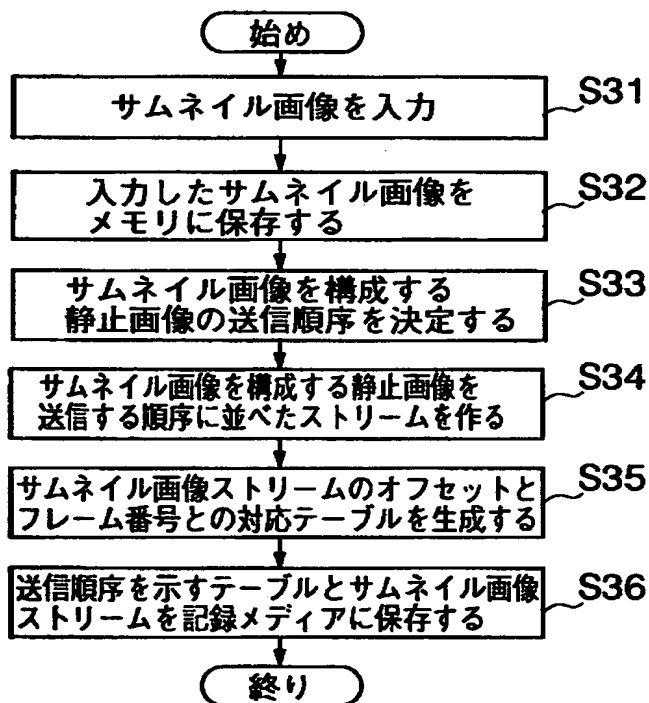 始め
サムネイル画像を入力
S31
入力したサムネイル画像を
メモリに保存する
S32
サムネイル画像を構成する
静止画像の送信順序を決定する
S33
サムネイル画像を構成する静止画像を
送信する順序に並べたストリームを作る
S34
サムネイル画像ストリームのオフセットと
フレーム番号との対応テーブルを生成する
S35
送信順序を示すテーブルとサムネイル画像
ストリームを記録メディアに保存する
S36
終り